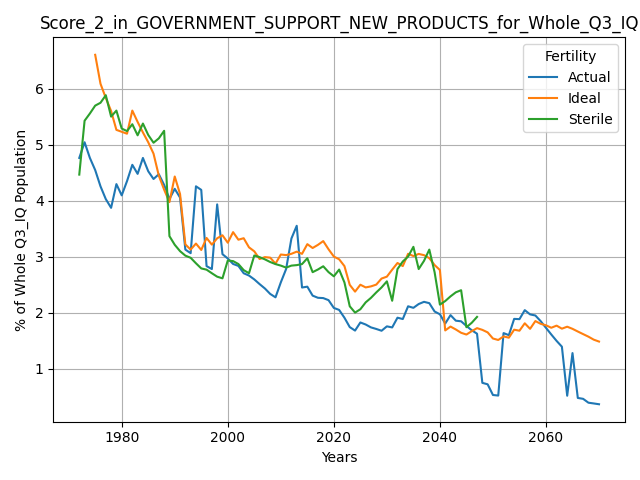 Score_2_in_GOVERNMENT_SUPPORT_NEW_PRODUCTS_for_Whole_Q3_IQ
Fertility
Actual
Ideal
Sterile
% of Whole Q3_IQ Population
6
5
4
3
2
1
1980 2000 2020 2040 2060
Years